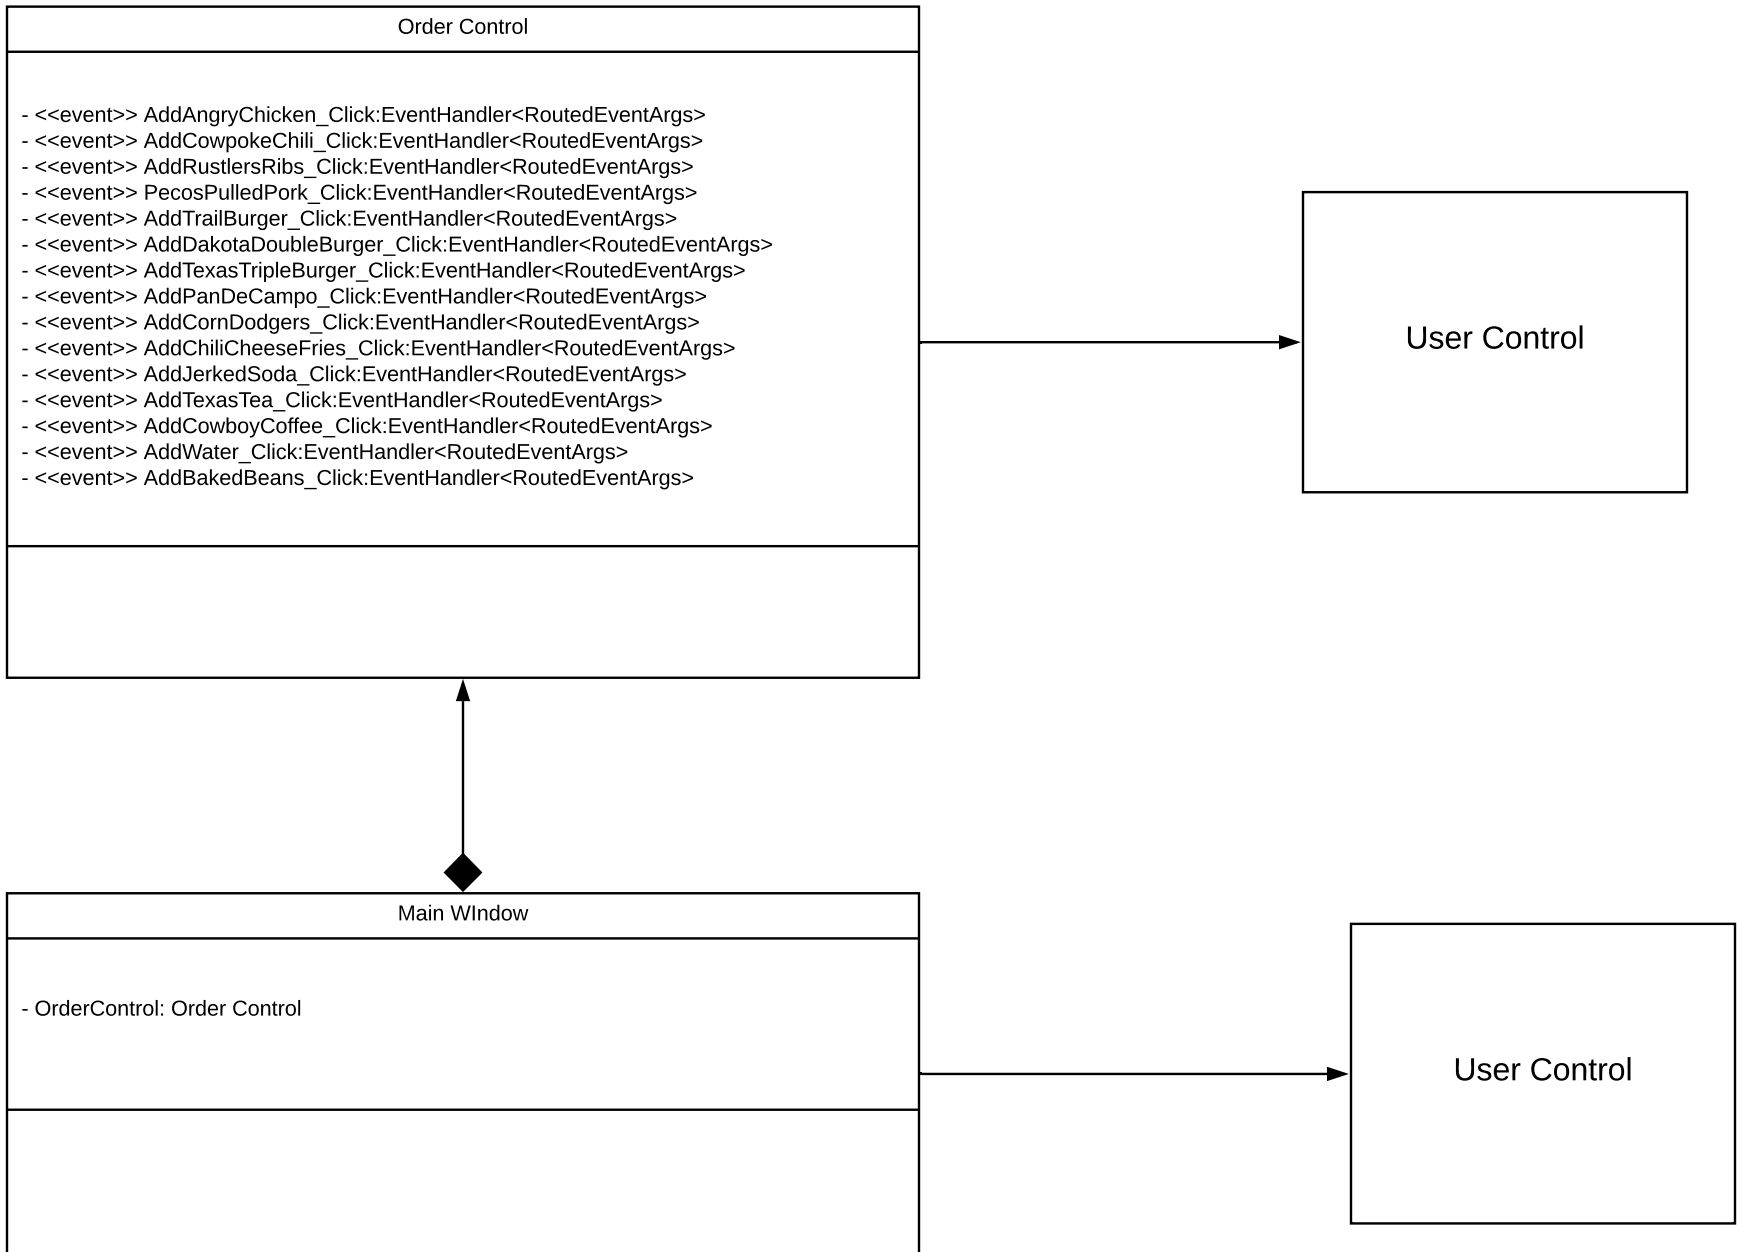 Order Control
- <<event>> AddAngryChicken_Click:EventHandler<RoutedEventArgs>
- <<event>> AddCowpokeChili_Click:EventHandler<RoutedEventArgs>
- <<event>> AddRustlersRibs_Click:EventHandler<RoutedEventArgs>
- <<event>> PecosPulledPork_Click:EventHandler<RoutedEventArgs>
- <<event>> AddTrailBurger_Click:EventHandler<RoutedEventArgs>
- <<event>> AddDakotaDoubleBurger_Click:EventHandler<RoutedEventArgs>
- <<event>> AddTexasTripleBurger_Click:EventHandler<RoutedEventArgs>
- <<event>> AddPanDeCampo_Click:EventHandler<RoutedEventArgs>
- <<event>> AddCornDodgers_Click:EventHandler<RoutedEventArgs>
- <<event>> AddChiliCheeseFries_Click:EventHandler<RoutedEventArgs>
- <<event>> AddJerkedSoda_Click:EventHandler<RoutedEventArgs>
- <<event>> AddTexasTea_Click:EventHandler<RoutedEventArgs>
- <<event>> AddCowboyCoffee_Click:EventHandler<RoutedEventArgs>
- <<event>> AddWater_Click:EventHandler<RoutedEventArgs>
- <<event>> AddBakedBeans_Click:EventHandler<RoutedEventArgs>
User Control
Main WIndow
- OrderControl: Order Control
User Control